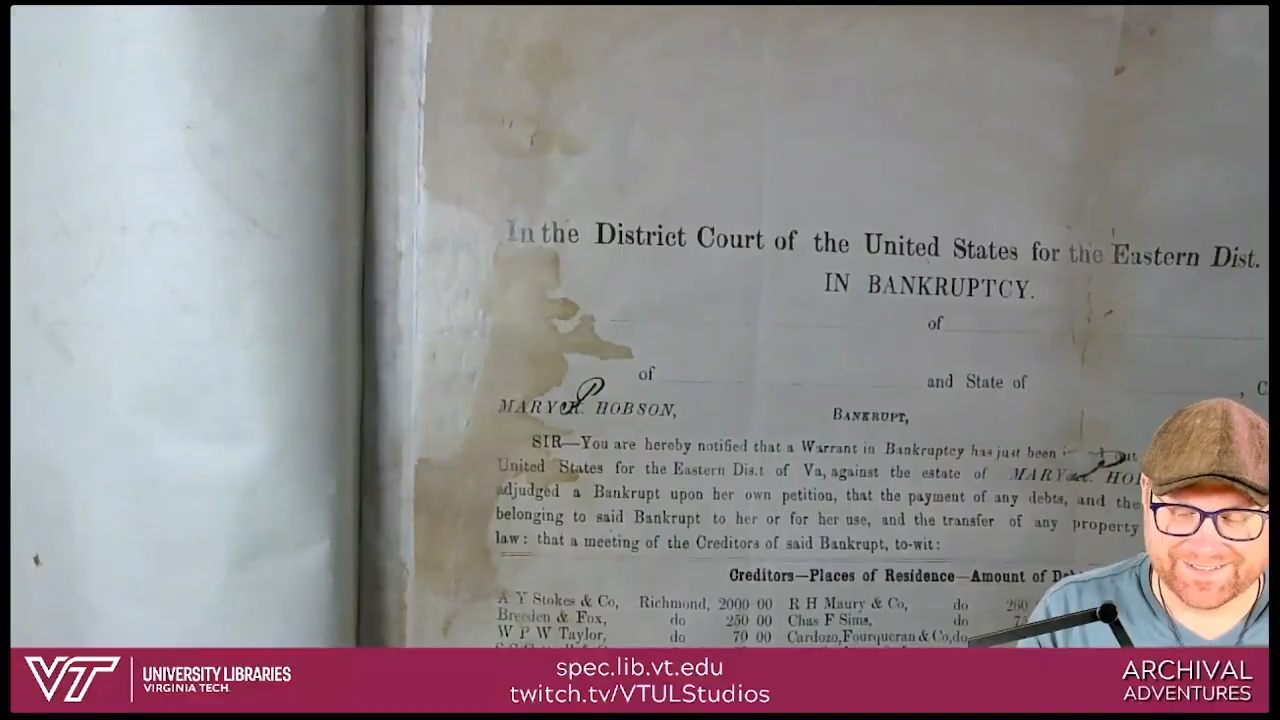 In the District Court of the United States for the Eastern Dist.
IN BANKRUPTCY.
of
of and State of , C
MARY P HOBSON, BANKRUPT,
SIR—You are hereby notified that a Warrant in Bankruptcy has just been
United States for the Eastern Dis.t of Va, against the estate of MARY P HO
adjudged a Bankrupt upon her own petition, that the payment of any debts, and the
belonging to said Bankrupt to her or for her use, and the transfer of any property
law: that a meeting of the Creditors of said Bankrupt, to-wit:
Creditors—Places of Residence—Amount of
A Y Stokes & Co, Richmond, 2000 00 R H Maury & Co, do
Breeden & Fox, do 250 00 Chas F Sims,
W P W Taylor, do 70 00 Cardozo, Fourqueran & Co, do
VT UNIVERSITY LIBRARIES
VIRGINIA TECH.
spec.lib.vt.edu
twitch.tv/VTULStudios
ARCHIVAL
ADVENTURES